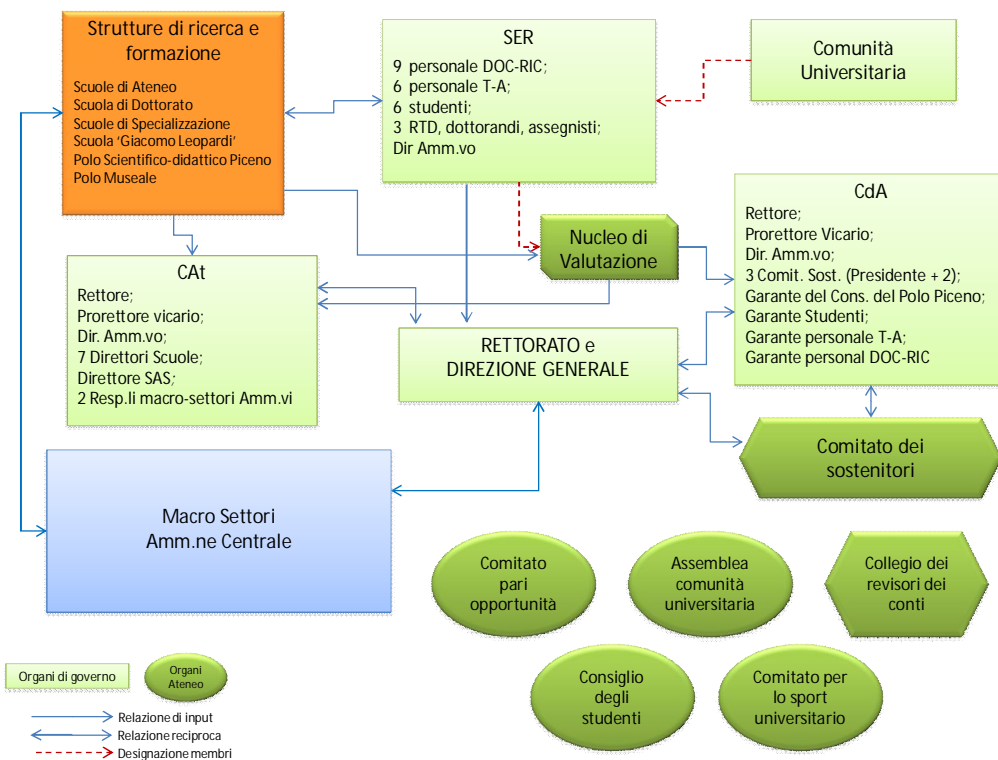 Strutture di ricerca e
formazione
Scuole di Ateneo
Scuola di Dottorato
Scuole di Specializzazione
Scuola 'Giacomo Leopardi'
Polo Scientifico-didattico Piceno
Polo Museale
SER
9 personale DOC-RIC;
6 personale T-A;
6 studenti;
3 RTD, dottorandi, assegnisti;
Dir Amm.vo
Comunità
Universitaria
CdA
Rettore;
Prorettore Vicario;
Dir. Amm.vo;
3 Comit. Sost. (Presidente + 2);
Garante del Cons. del Polo Piceno;
Garante Studenti;
Garante personale T-A;
Garante personal DOC-RIC
Nucleo di
Valutazione
CAt
Rettore;
Prorettore vicario;
Dir. Amm.vo;
7 Direttori Scuole;
Direttore SAS;
2 Resp.li macro-settori Amm.vi
RETTORATO e
DIREZIONE GENERALE
Comitato dei
sostenitori
Macro Settori
Amm.ne Centrale
Comitato
pari
opportunità
Assemblea
comunità
universitaria
Collegio dei
revisori dei
conti
Consiglio
degli
studenti
Comitato per
lo sport
universitario
Organi di governo
Organi
Ateneo
Relazione di input
Relazione reciproca
Designazione membri